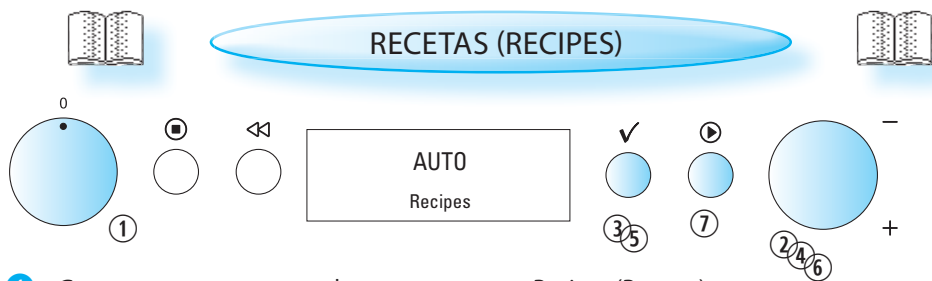 RECETAS (RECIPES)
0
AUTO
Recipes
− 
+
1
3 5
7
2 4 6